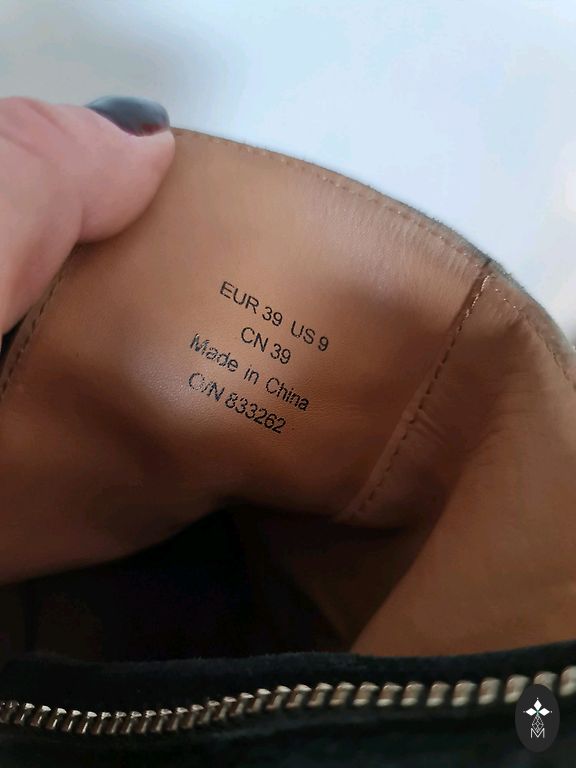 EUR 39 US 9
CN 39
Made in China
O/N 833262